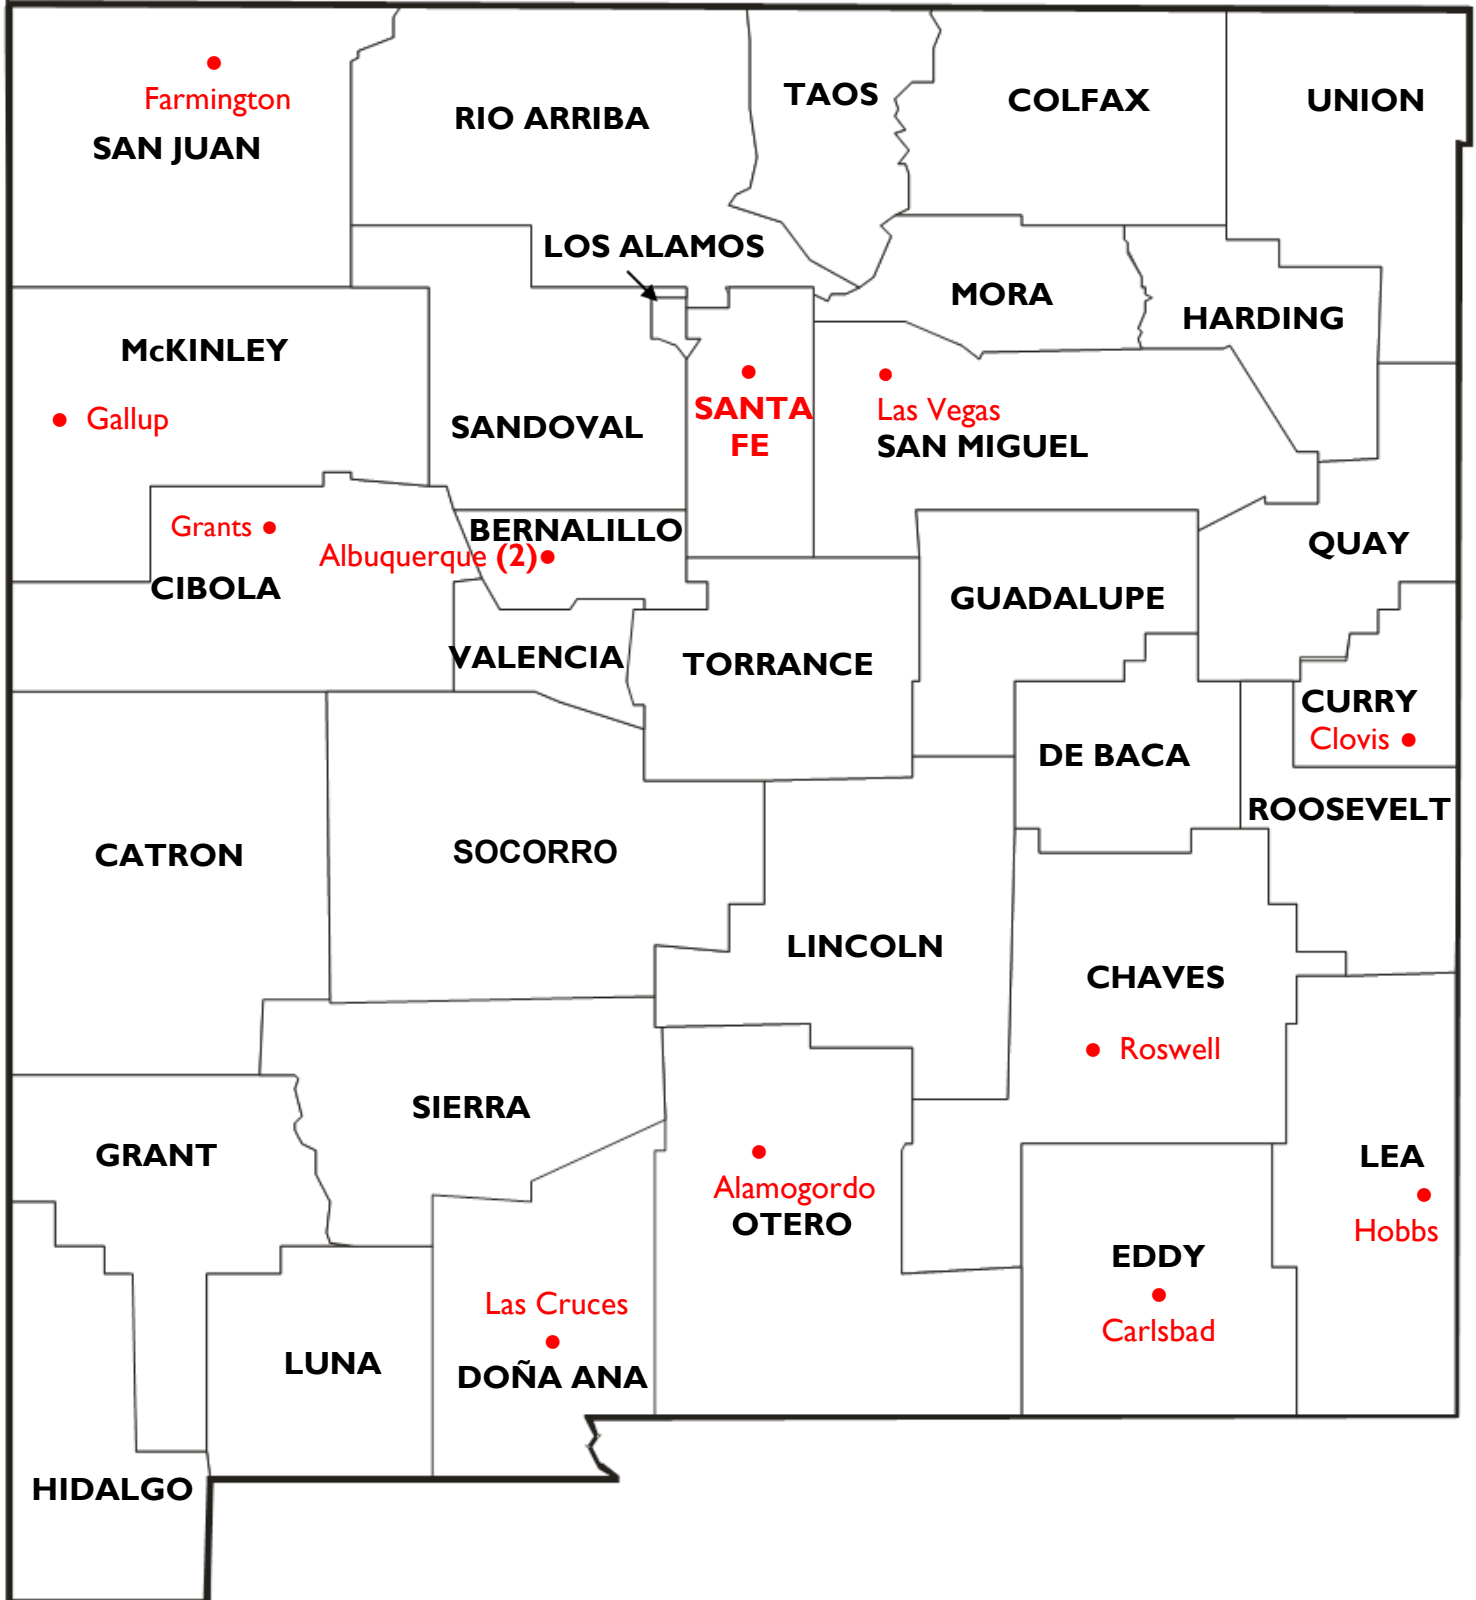 TAOS
COLFAX
UNION
Farmington
RIO ARRIBA
SAN JUAN
LOS ALAMOS
MORA
HARDING
McKINLEY
SANTA
FE
Las Vegas
Gallup
SANDOVAL
SAN MIGUEL
Grants
BERNALILLO
Albuquerque (2)
QUAY
CIBOLA
GUADALUPE
VALENCIA
TORRANCE
CURRY
Clovis
DE BACA
ROOSEVELT
CATRON
SOCORRO
LINCOLN
CHAVES
Roswell
SIERRA
GRANT
LEA
Alamogordo
OTERO
Hobbs
EDDY
Las Cruces
Carlsbad
LUNA
DOÑA ANA
HIDALGO